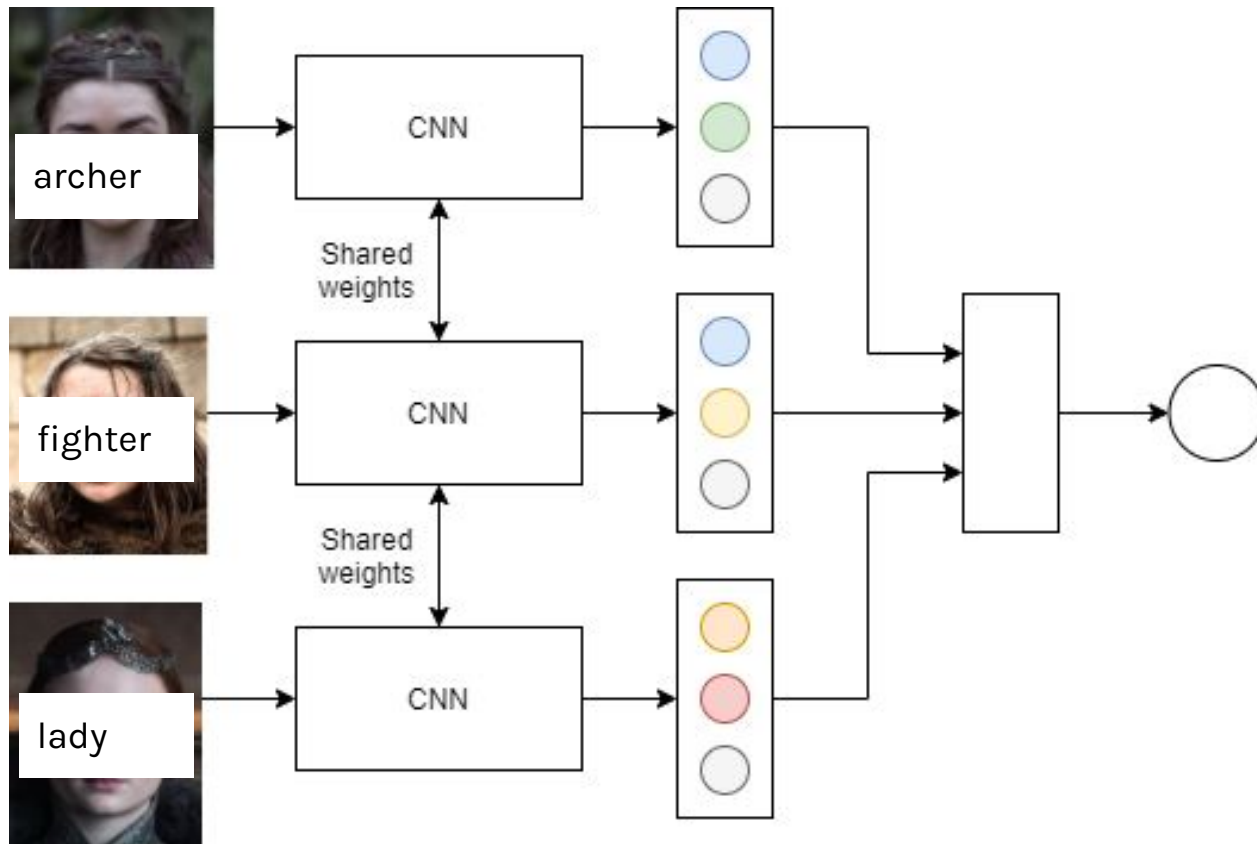 archer
CNN
Shared
weights
fighter
CNN
Shared
weights
lady
CNN